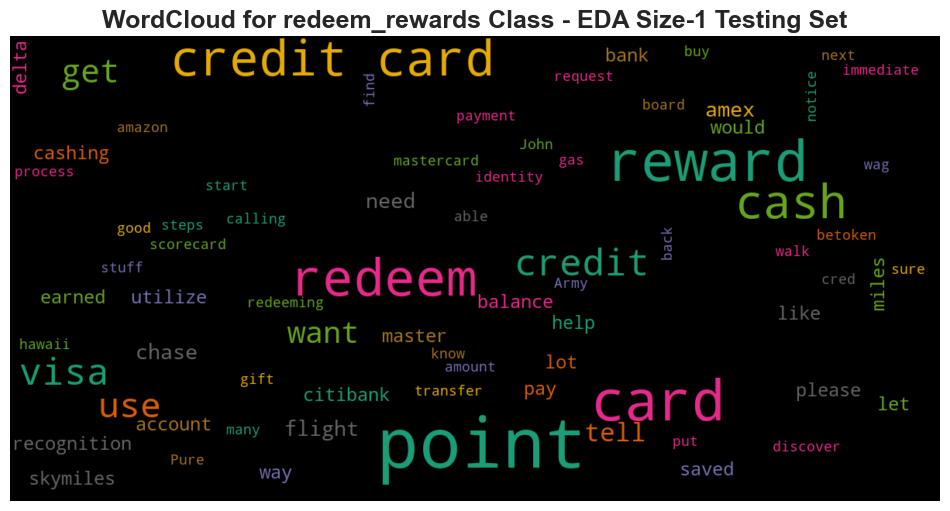 WordCloud for redeem_rewards Class - EDA Size-1 Testing Set
delta
get
credit card
find
bank
buy
next
request
immediate
notice
board
amex
would
payment
amazon
cashing
process
John
mastercard
gas
identity
reward
wag
start
need
able
cash
good
steps
calling
scorecard
back
betoken
stuff
redeem
credit
walk
miles
sure
cred
Army
earned
utilize
redeeming
balance
like
help
want
master
hawaii
chase
know
amount
lot
visa
gift
citibank
transfer
pay
please
use
card
let
account
many
flight
point
tell
recognition
put
discover
Pure
way
saved
skymiles